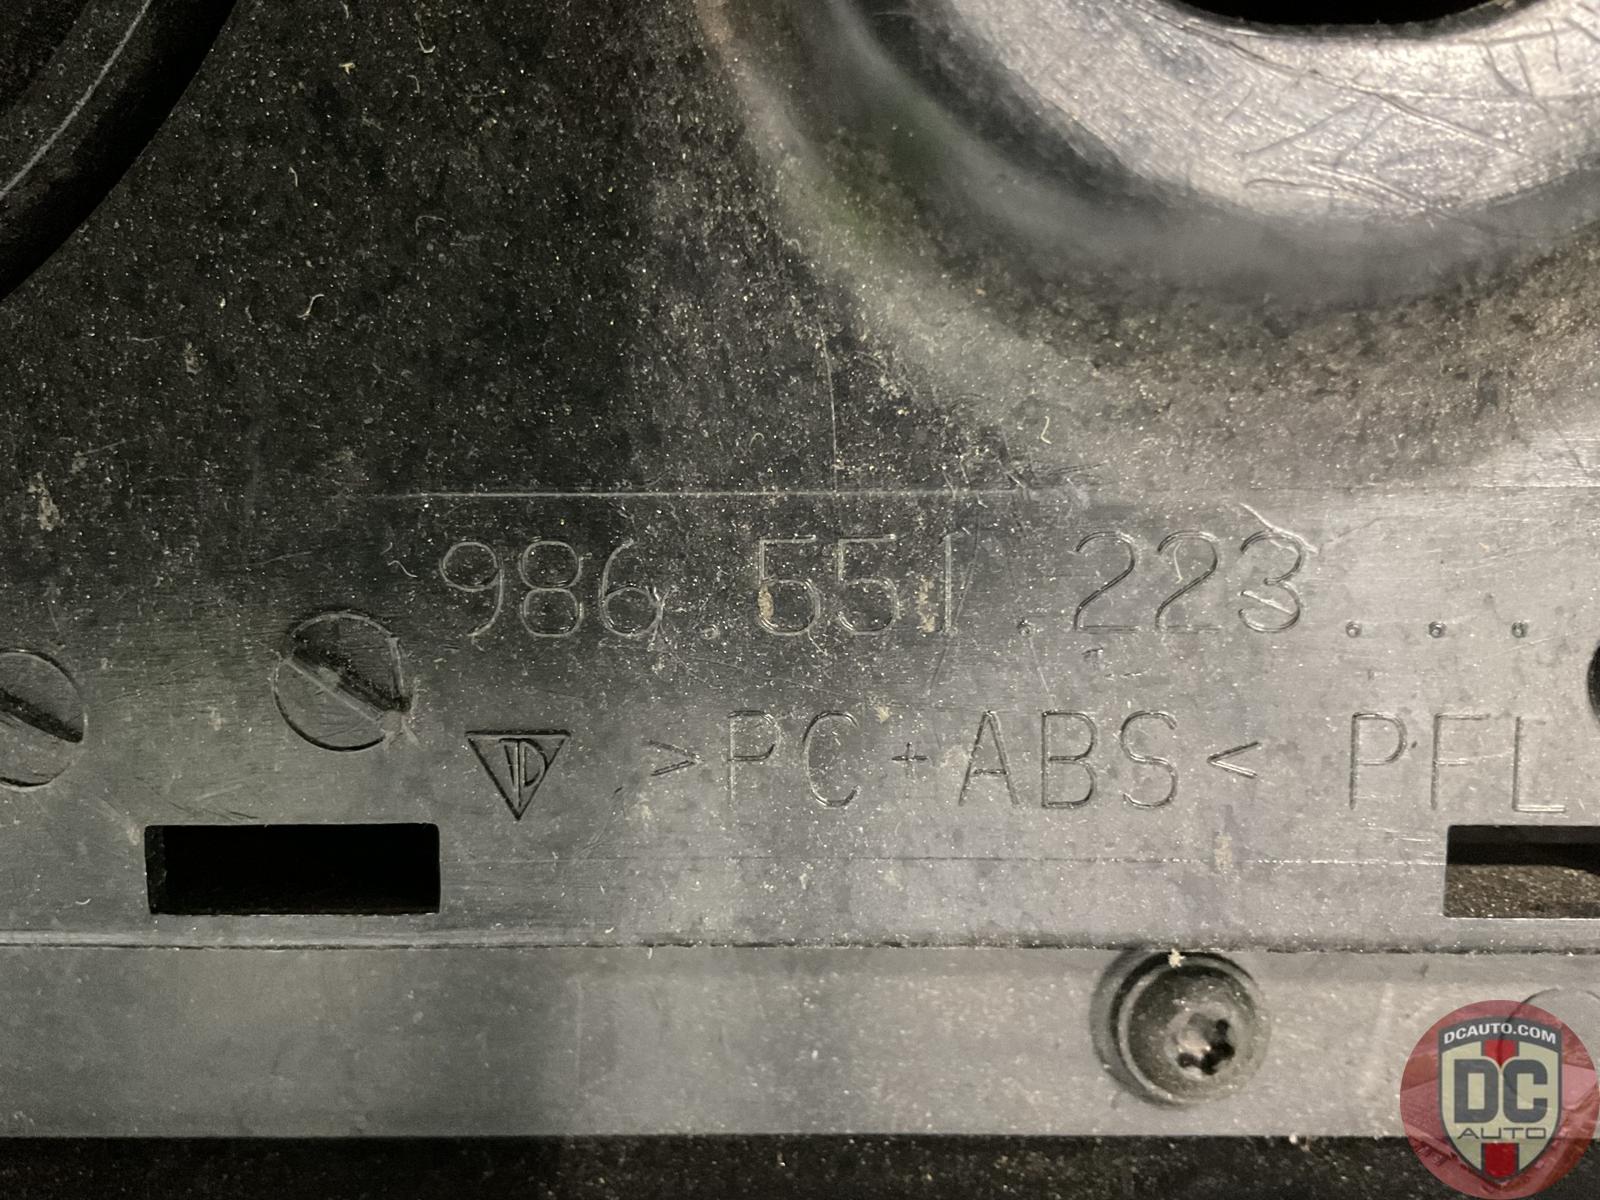 986.551.223...
>PC+ABS< PFL
DCAUTO.COM
DC
AUTO